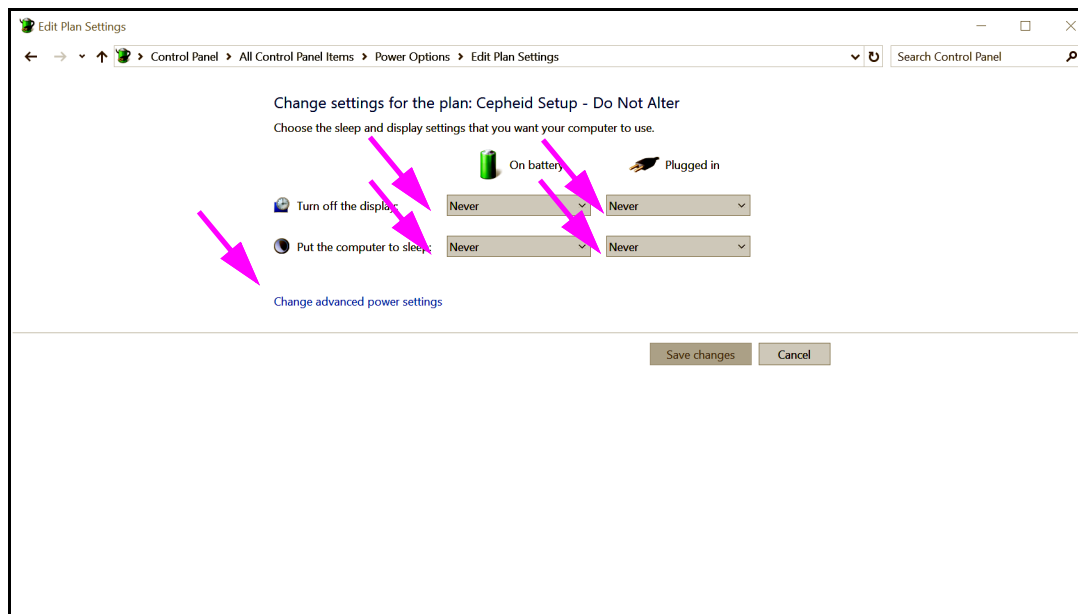 Edit Plan Settings
Control Panel > All Control Panel Items > Power Options > Edit Plan Settings
Search Control Panel
Change settings for the plan: Cepheid Setup - Do Not Alter
Choose the sleep and display settings that you want your computer to use.
On battery Plugged in
Turn off the display: Never Never
Put the computer to sleep: Never Never
Change advanced power settings
Save changes Cancel